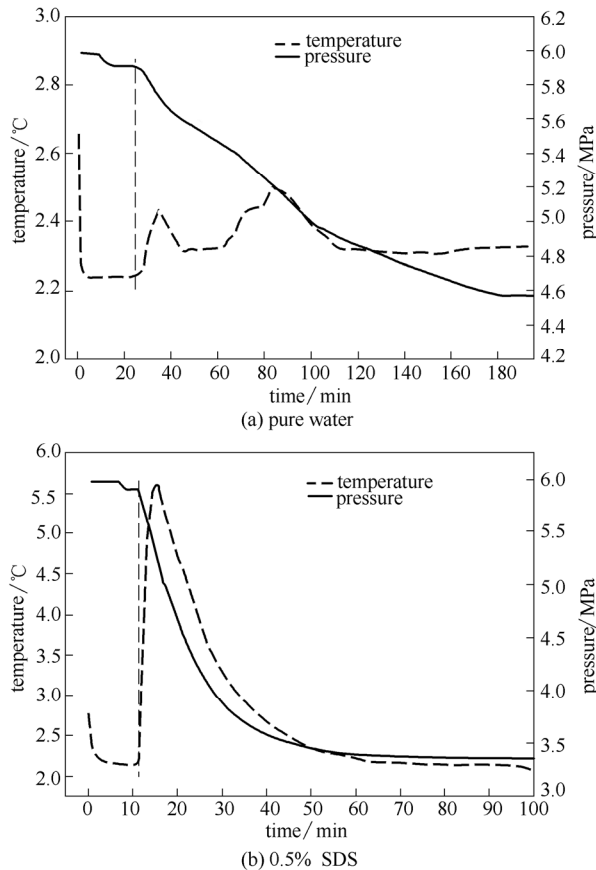 3.0
2.8
2.6
2.4
2.2
2.0
temperature/℃
temperature
pressure
6.2
6.0
5.8
5.6
5.4
5.2
5.0
4.8
4.6
4.4
4.2
pressure/MPa
0 20 40 60 80 100 120 140 160 180
time/min
(a) pure water
6.0
5.5
5.0
4.5
4.0
3.5
3.0
2.5
2.0
temperature/℃
temperature
pressure
6.0
5.5
5.0
4.5
4.0
3.5
3.0
pressure/MPa
0 10 20 30 40 50 60 70 80 90 100
time/min
(b) 0.5% SDS